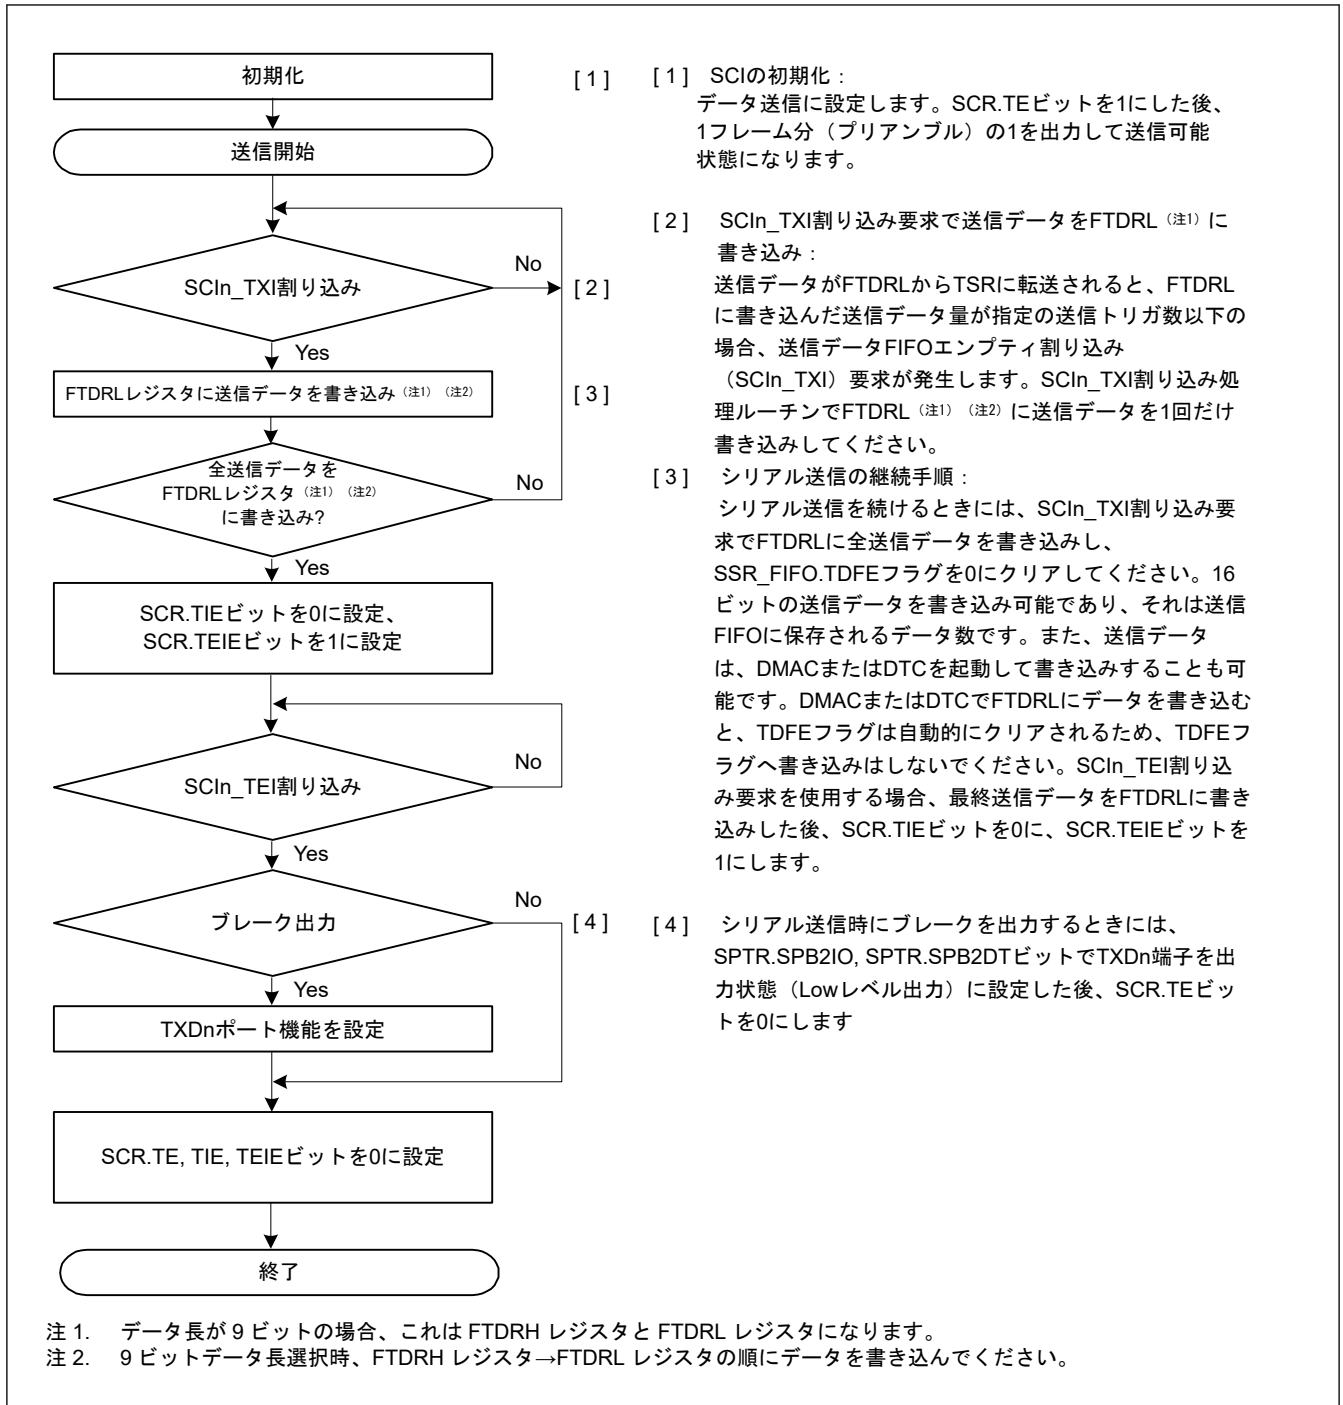 初期化
[ 1 ]
送信開始
SCIn_TXI割り込み
No
[ 2 ]
Yes
FTDRLレジスタに送信データを書き込み（注1）（注2）
[ 3 ]
全送信データを
FTDRLレジスタ（注1）（注2）
に書き込み?
No
Yes
SCR.TIEビットを0に設定、
SCR.TEIEビットを1に設定
SCIn_TEI割り込み
No
Yes
ブレーク出力
No
[ 4 ]
Yes
TXDnポート機能を設定
SCR.TE, TIE, TEIEビットを0に設定
終了
[ 1 ] SCIの初期化：
データ送信に設定します。SCR.TEビットを1にした後、
1フレーム分（プリアンブル）の1を出力して送信可能
状態になります。
[ 2 ] SCIn_TXI割り込み要求で送信データをFTDRL（注1）に
書き込み：
送信データがFTDRLからTSRに転送されると、FTDRL
に書き込んだ送信データ量が指定の送信トリガ数以下の
場合、送信データFIFOエンプティ割り込み
（SCIn_TXI）要求が発生します。SCIn_TXI割り込み処
理ルーチンでFTDRL（注1）（注2）に送信データを1回だけ
書き込みしてください。
[ 3 ] シリアル送信の継続手順：
シリアル送信を続けるときには、SCIn_TXI割り込み要
求でFTDRLに全送信データを書き込みし、
SSR_FIFO.TDFEフラグを0にクリアしてください。16
ビットの送信データを書き込み可能であり、それは送信
FIFOに保存されるデータ数です。また、送信データ
は、DMACまたはDTCを起動して書き込みすることも可
能です。DMACまたはDTCでFTDRLにデータを書き込む
と、TDFEフラグは自動的にクリアされるため、TDFEフ
ラグへ書き込みはしないでください。SCIn_TEI割り込
み要求を使用する場合、最終送信データをFTDRLに書き
込みした後、SCR.TIEビットを0に、SCR.TEIEビットを
1にします。
[ 4 ] シリアル送信時にブレークを出力するときには、
SPTR.SPB2IO, SPTR.SPB2DTビットでTXDn端子を出
力状態（Lowレベル出力）に設定した後、SCR.TEビッ
トを0にします
注 1. データ長が 9 ビットの場合、これは FTDRH レジスタと FTDRL レジスタになります。
注 2. 9 ビットデータ長選択時、FTDRH レジスタ→FTDRL レジスタの順にデータを書き込んでください。